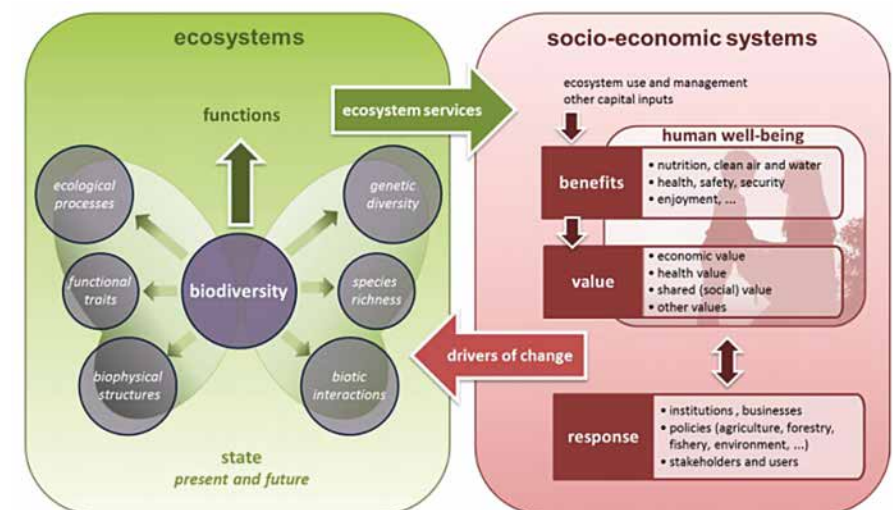 ecosystems
functions
ecological
processes
genetic
diversity
functional
traits
biodiversity
species
richness
biophysical
structures
biotic
interactions
state
present and future
ecosystem services
drivers of change
socio-economic systems
ecosystem use and management
other capital inputs
human well-being
benefits
• nutrition, clean air and water
• health, safety, security
• enjoyment, ...
value
• economic value
• health value
• shared (social) value
• other values
response
• institutions , businesses
• policies (agriculture, forestry,
fishery, environment, ...)
• stakeholders and users